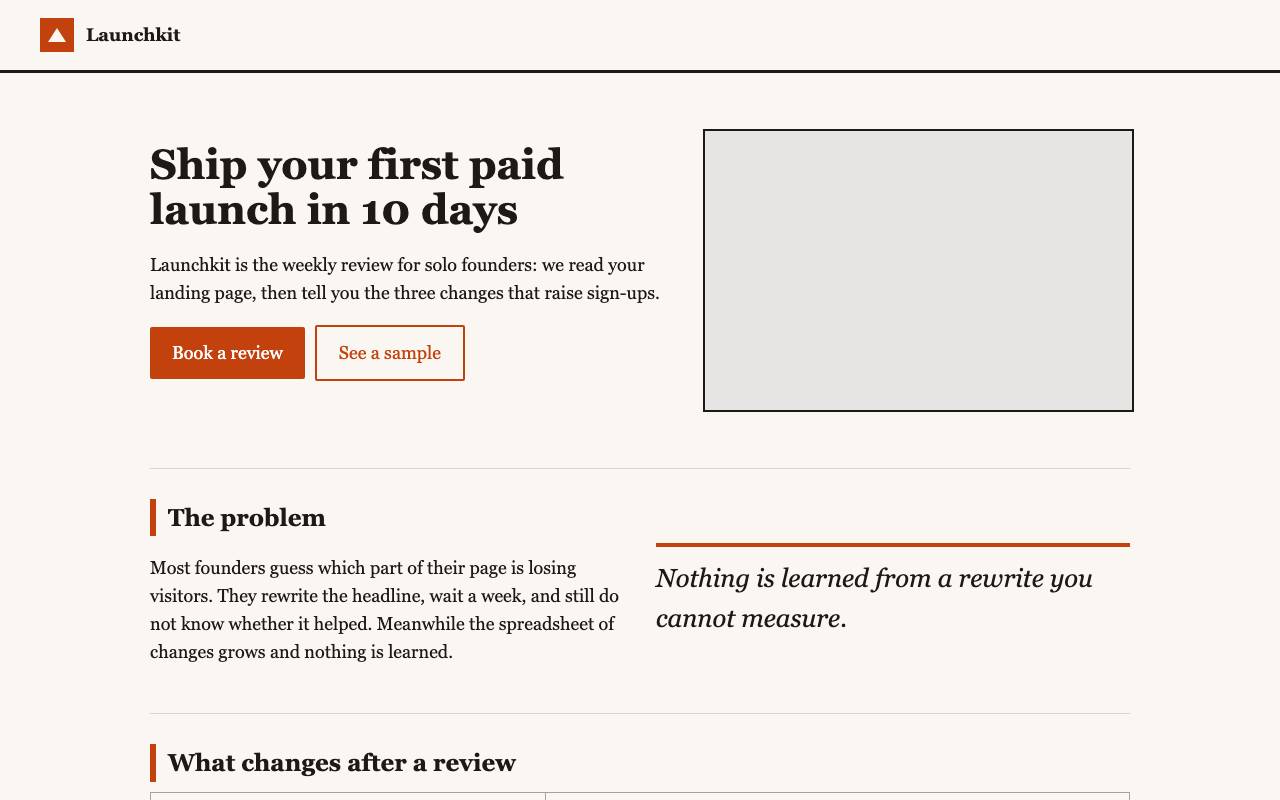 Launchkit
Ship your first paid
launch in 10 days
Launchkit is the weekly review for solo founders: we read your
landing page, then tell you the three changes that raise sign-ups.
Book a review
See a sample
The problem
Most founders guess which part of their page is losing
visitors. They rewrite the headline, wait a week, and still do
not know whether it helped. Meanwhile the spreadsheet of
changes grows and nothing is learned.
Nothing is learned from a rewrite you
cannot measure.
What changes after a review